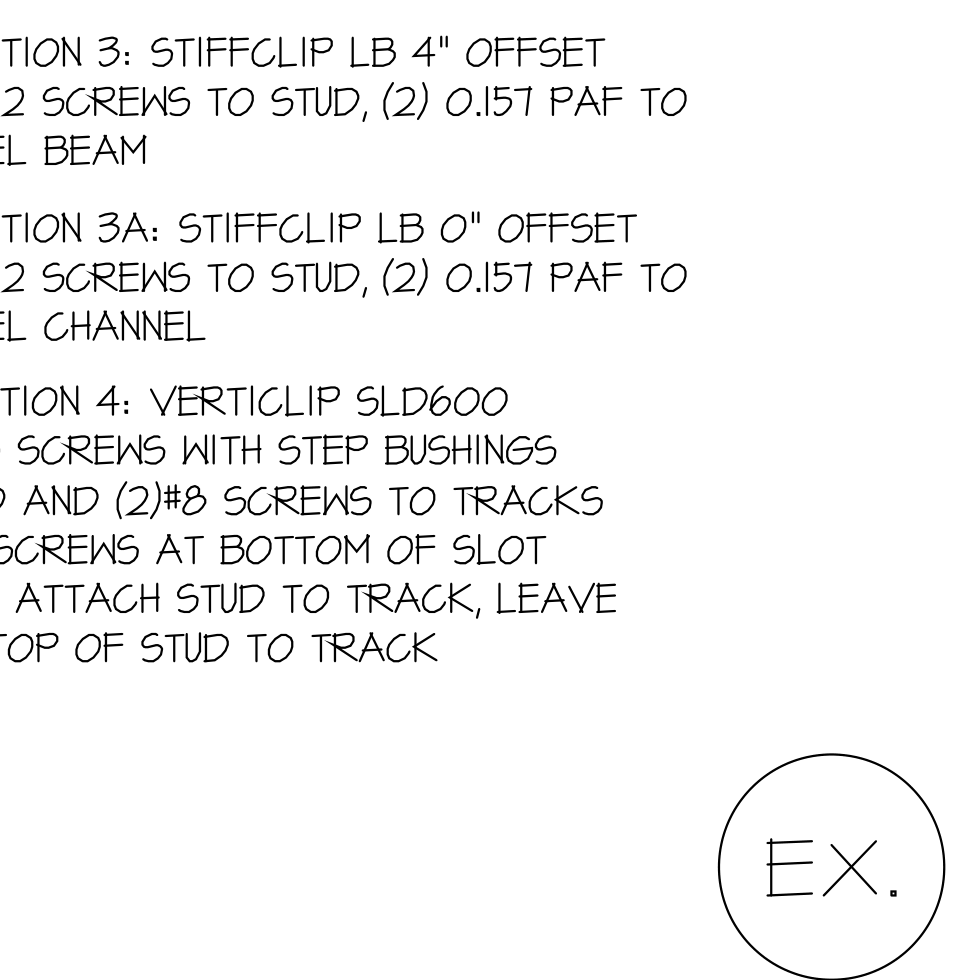 TION 3: STIFFCLIP LB 4" OFFSET
2 SCREWS TO STUD, (2) 0.157 PAF TO
EL BEAM
TION 3A: STIFFCLIP LB 0" OFFSET
2 SCREWS TO STUD, (2) 0.157 PAF TO
EL CHANNEL
TION 4: VERTICLIP SLD600
SCREWS WITH STEP BUSHINGS
AND (2)#8 SCREWS TO TRACKS
SCREWS AT BOTTOM OF SLOT
ATTACH STUD TO TRACK, LEAVE
TOP OF STUD TO TRACK
EX.